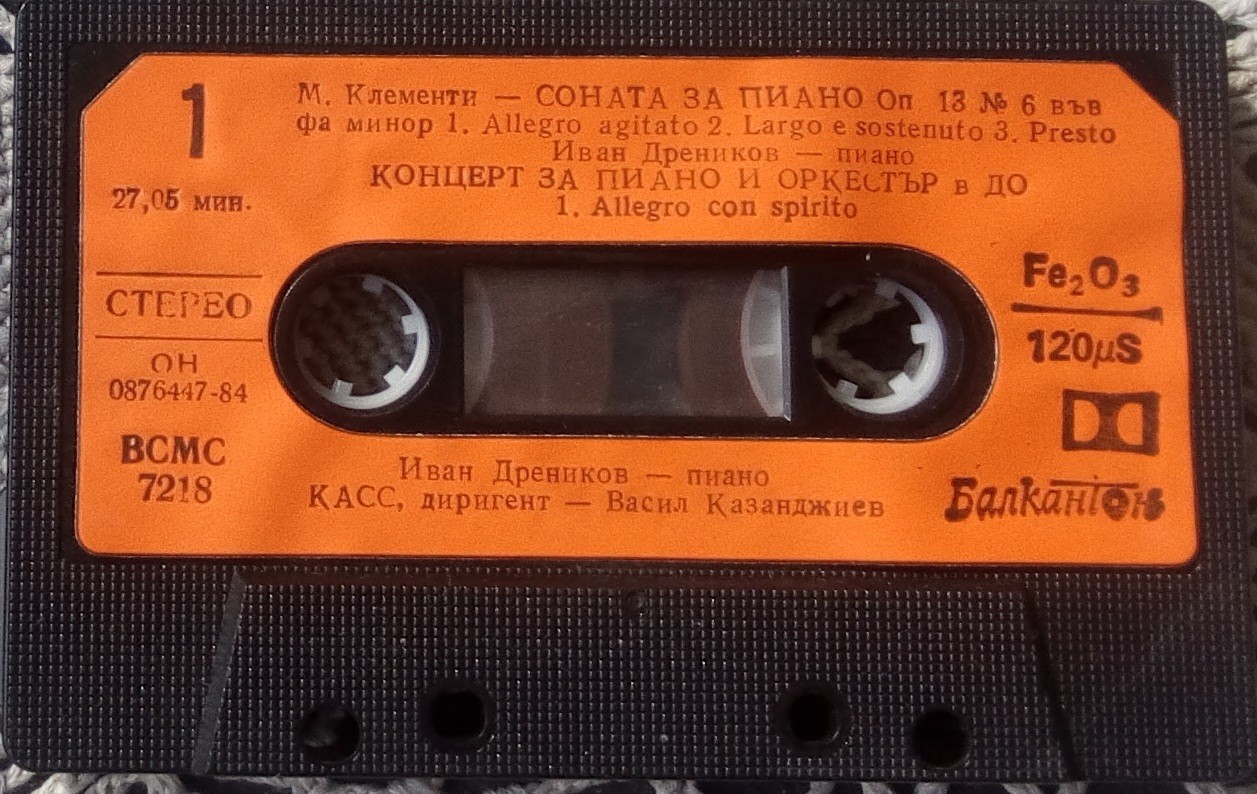 1
М. Клементи — СОНАТА ЗА ПИАНО Оп 13 № 6 във
фа минор 1. Allegro agitato 2. Largo e sostenuto 3. Presto
Иван Дреников — пиано
КОНЦЕРТ ЗА ПИАНО И ОРКЕСТЪР в ДО
1. Allegro con spirito
27,05 мин.
СТЕРЕО
ОН
0876447-84
ВСМС
7218
Fe₂O₃
120µS
Иван Дреников — пиано
КАСС, диригент — Васил Казанджиев
Балкантон